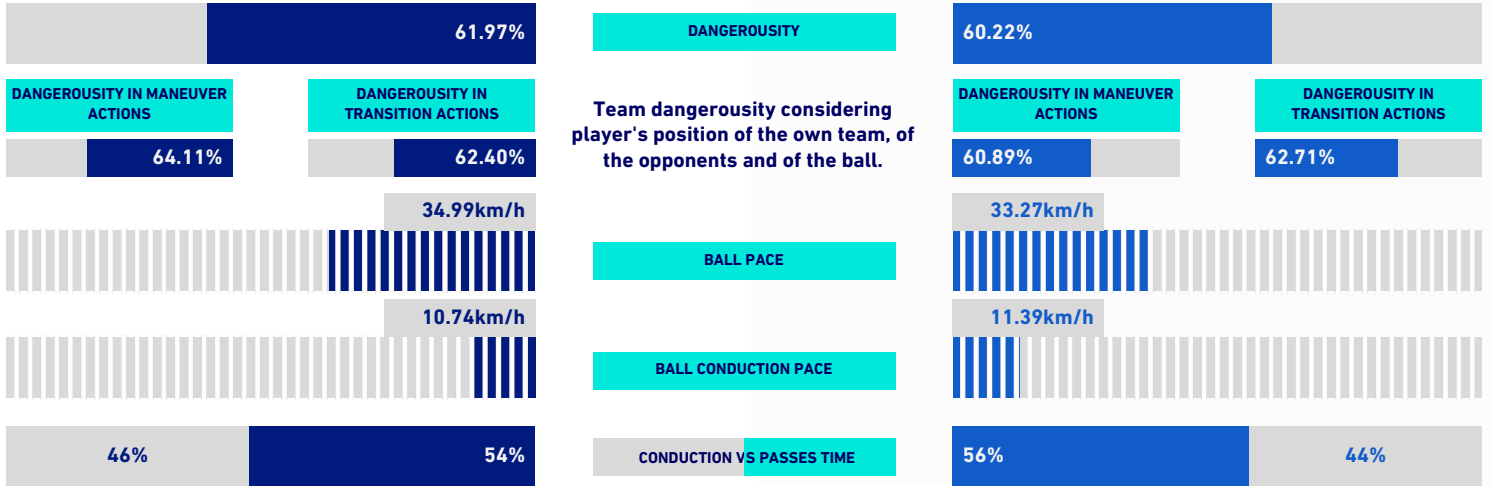 61.97%
DANGEROUSITY
60.22%
DANGEROUSITY IN MANEUVER
ACTIONS
64.11%
DANGEROUSITY IN
TRANSITION ACTIONS
62.40%
Team dangerousity considering
player's position of the own team, of
the opponents and of the ball.
DANGEROUSITY IN MANEUVER
ACTIONS
60.89%
DANGEROUSITY IN
TRANSITION ACTIONS
62.71%
34.99km/h
BALL PACE
33.27km/h
10.74km/h
BALL CONDUCTION PACE
11.39km/h
46%
54%
CONDUCTION VS PASSES TIME
56%
44%